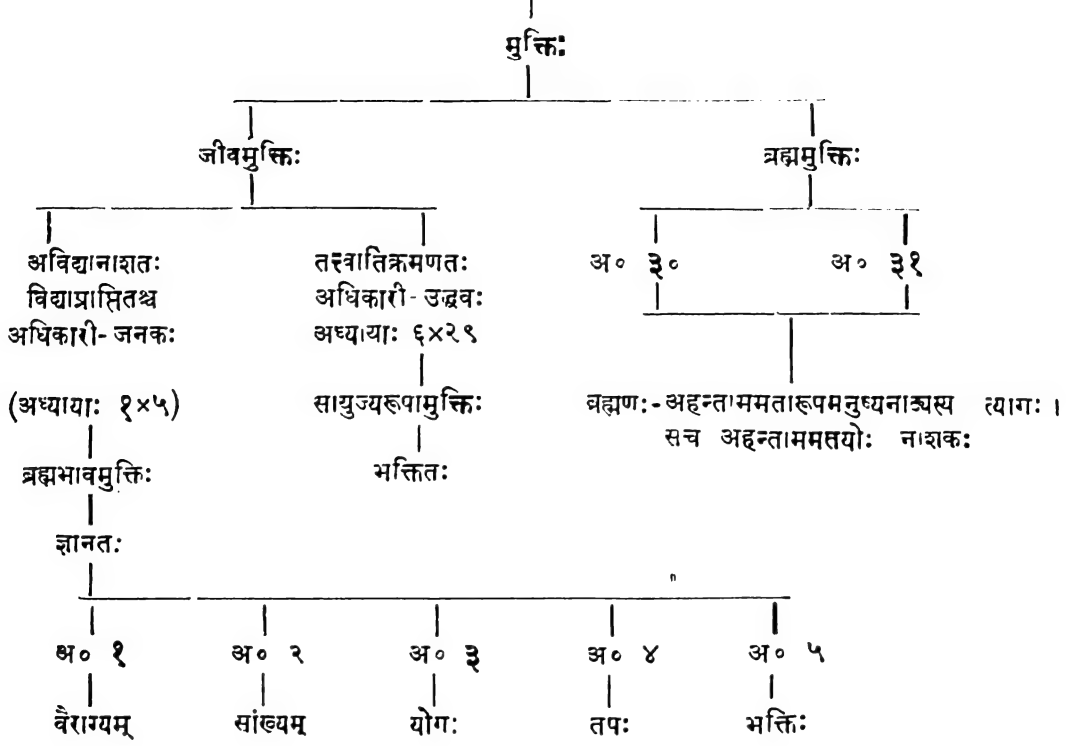 मुक्तिः
जीवमुक्तिः ब्रह्ममुक्तिः
अविद्यानाशतः तत्त्वातिक्रमणतः अ० ३० अ० ३१
विद्याप्राप्तितश्च अधिकारी-उद्धवः
अधिकारी-जनकः अध्यायाः ६×२९
(अध्यायाः १×५) सायुज्यरूपामुक्तिः ब्रह्मणः-अहन्ताममतारूपमनुष्यनाट्यस्य त्यागः ।
सच अहन्ताममतयोः नाशकः
ब्रह्मभावमुक्तिः भक्तितः
ज्ञानतः
अ० १ अ० २ अ० ३ अ० ४ अ० ५
वैराग्यम् सांख्यम् योगः तपः भक्तिः